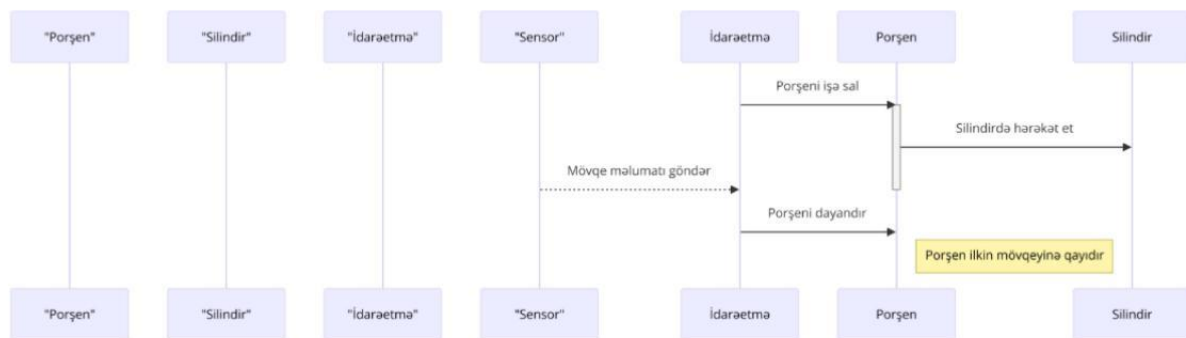 "Porşen"
"Silindir"
"İdarəetmə"
"Sensor"
İdarəetmə
Porşen
Silindir
Porşeni işə sal
Silindirdə hərəkət et
Mövqe məlumatı göndər
Porşeni dayandır
Porşen ilkin mövqeyinə qayıdır
"Porşen"
"Silindir"
"İdarəetmə"
"Sensor"
İdarəetmə
Porşen
Silindir